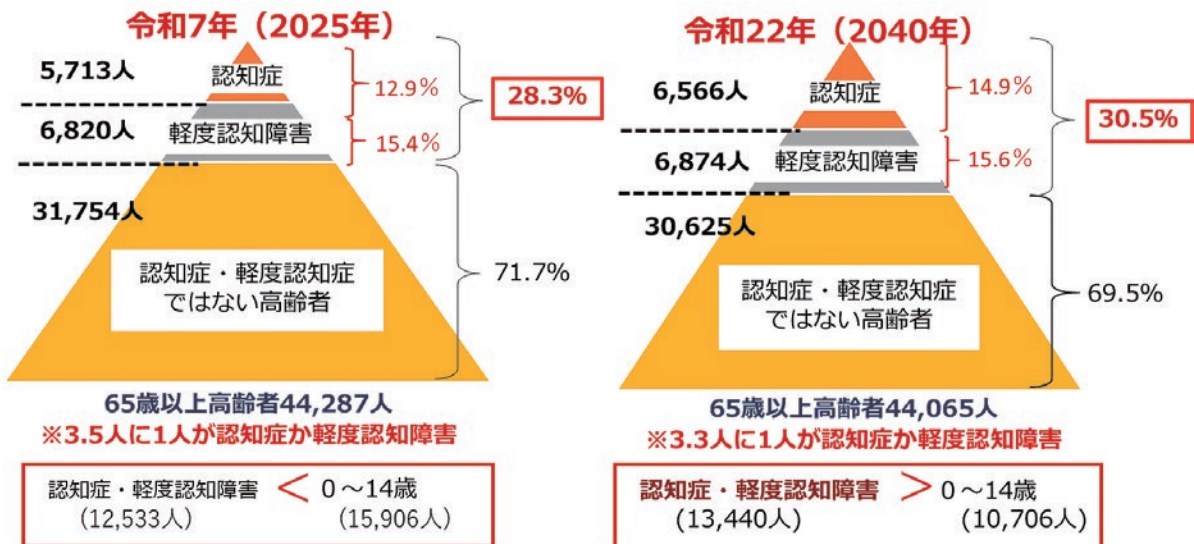 令和7年（2025年）
5,713人
認知症
12.9%
28.3%
6,820人
軽度認知障害
15.4%
31,754人
認知症・軽度認知症
ではない高齢者
71.7%
65歳以上高齢者44,287人
※3.5人に1人が認知症か軽度認知障害
認知症・軽度認知障害 < 0～14歳
(12,533人) (15,906人)
令和22年（2040年）
6,566人
認知症
14.9%
30.5%
6,874人
軽度認知障害
15.6%
30,625人
認知症・軽度認知症
ではない高齢者
69.5%
65歳以上高齢者44,065人
※3.3人に1人が認知症か軽度認知障害
認知症・軽度認知障害 > 0～14歳
(13,440人) (10,706人)